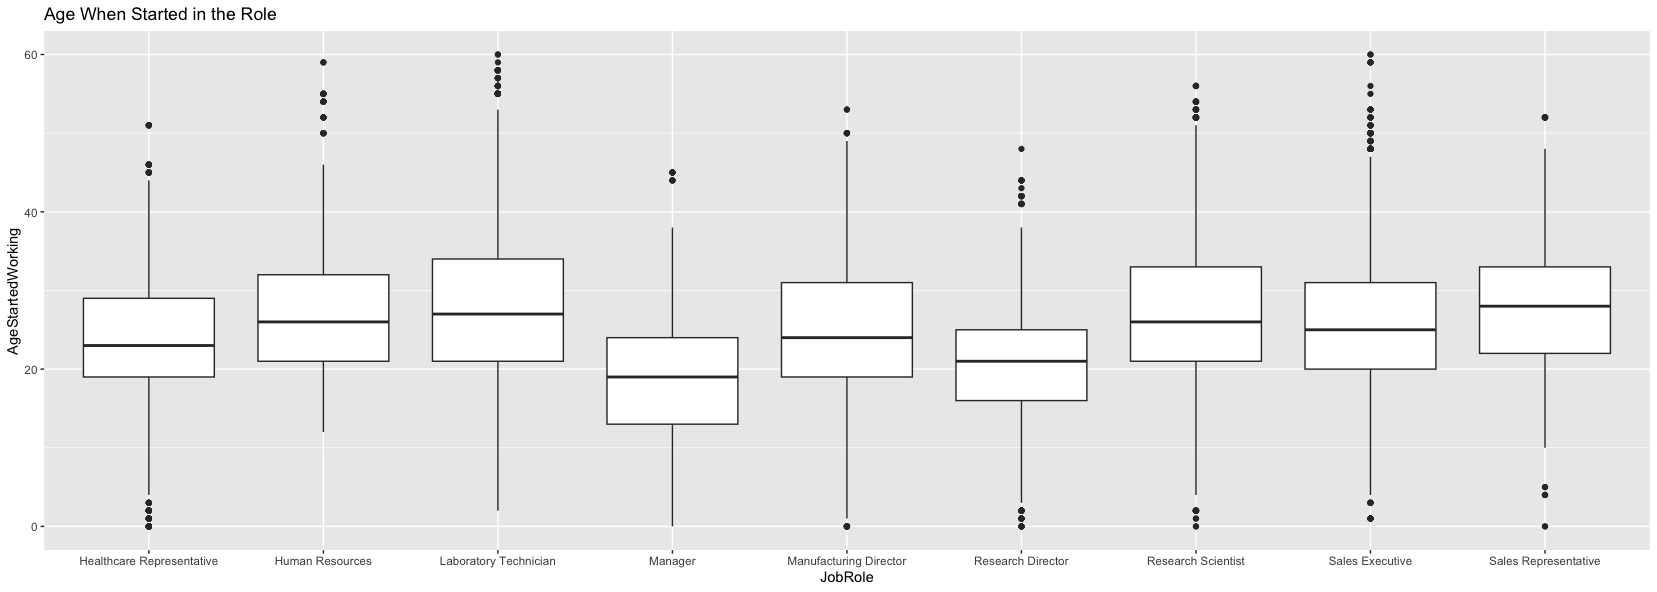 Age When Started in the Role
AgeStartedWorking
60
40
20
0
Healthcare Representative Human Resources Laboratory Technician Manager Manufacturing Director Research Director Research Scientist Sales Executive Sales Representative
JobRole